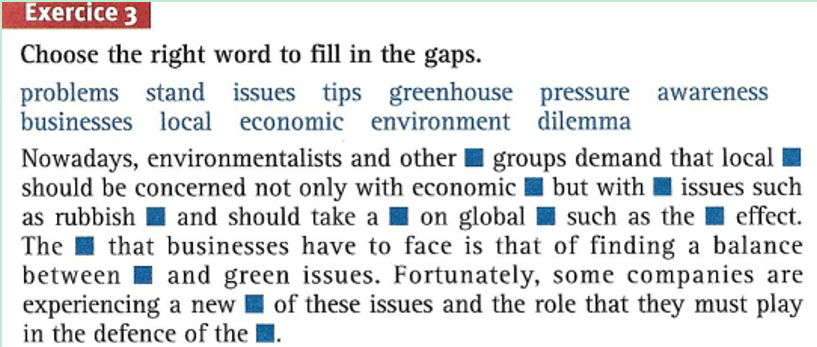 Exercice 3
Choose the right word to fill in the gaps.
problems stand issues tips greenhouse pressure awareness
businesses local economic environment dilemma
Nowadays, environmentalists and other ■ groups demand that local ■
should be concerned not only with economic ■ but with ■ issues such
as rubbish ■ and should take a ■ on global ■ such as the ■ effect.
The ■ that businesses have to face is that of finding a balance
between ■ and green issues. Fortunately, some companies are
experiencing a new ■ of these issues and the role that they must play
in the defence of the ■.